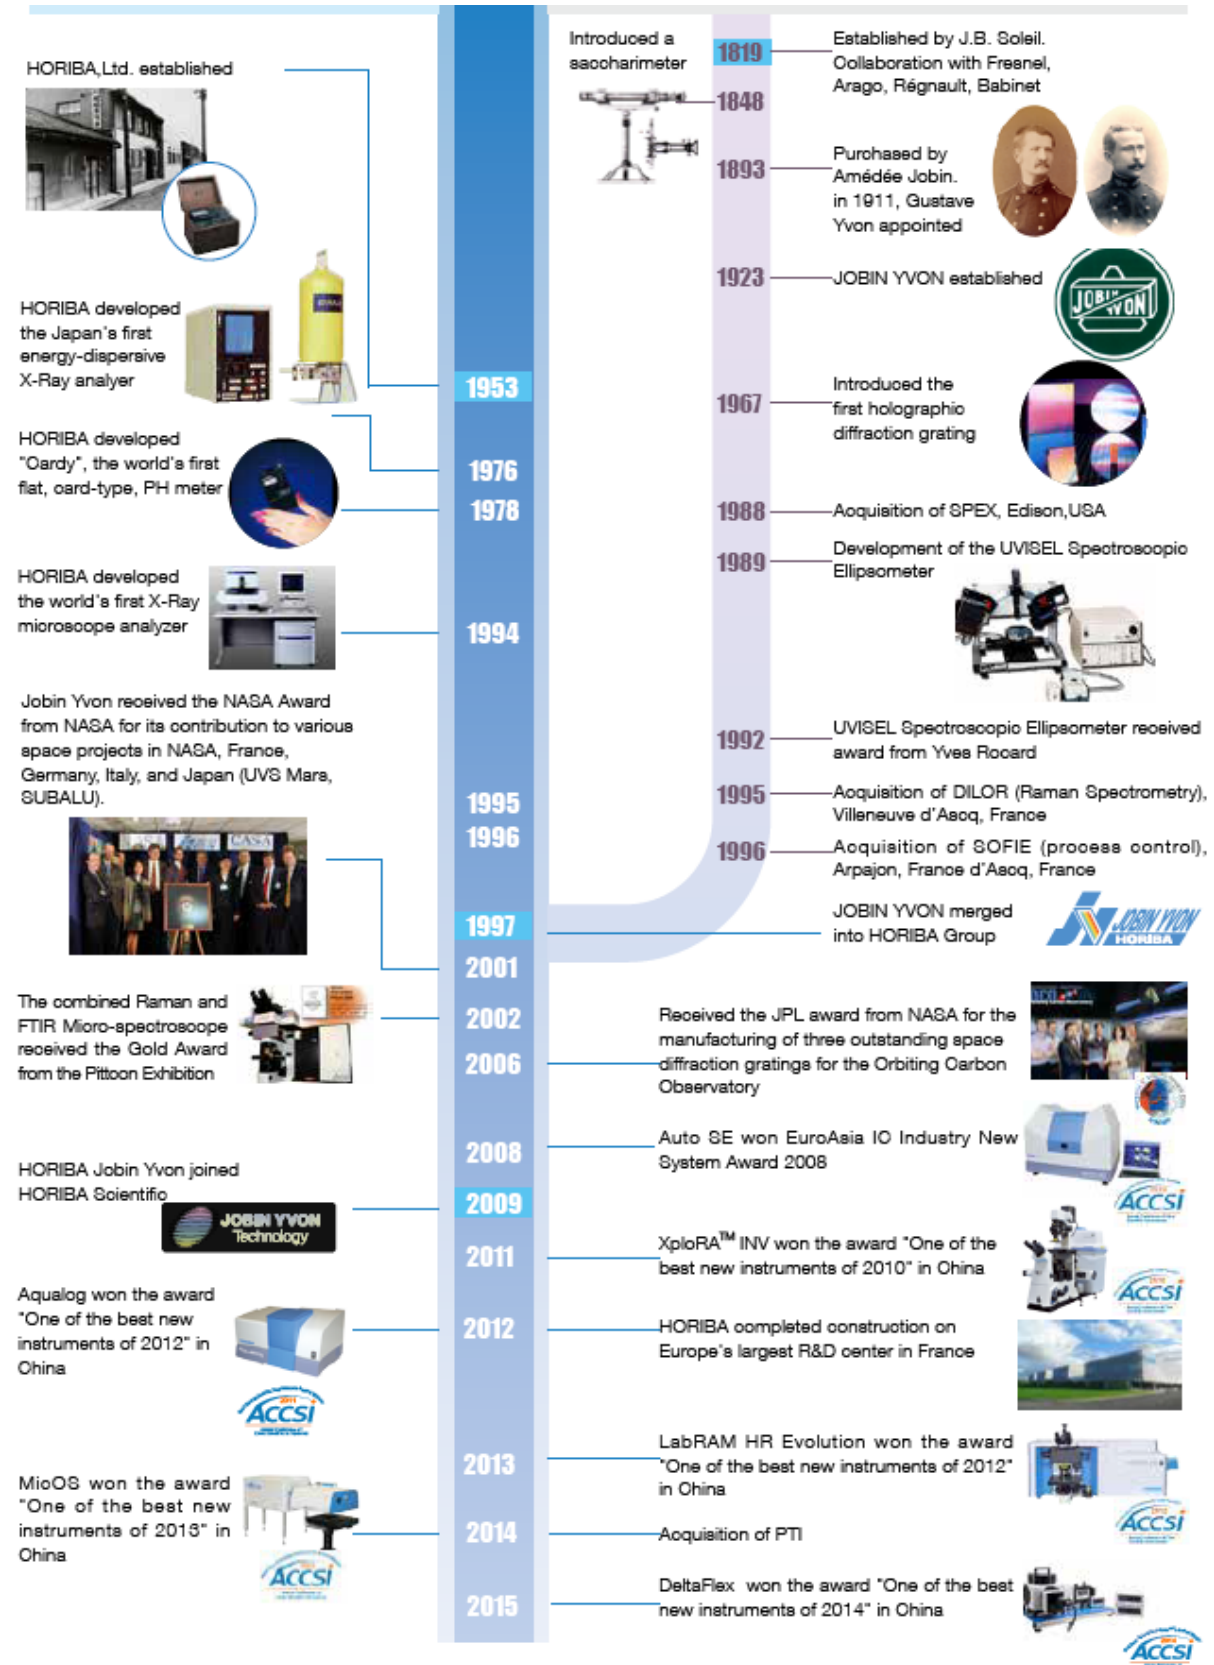 HORIBA,Ltd. established
HORIBA developed
the Japan's first
energy-dispersive
X-Ray analyer
HORIBA developed
"Cardy", the world's first
flat, card-type, PH meter
HORIBA developed
the world's first X-Ray
microscope analyzer
Jobin Yvon received the NASA Award
from NASA for its contribution to various
space projects in NASA, France,
Germany, Italy, and Japan (UVS Mars,
SUBALU).
The combined Raman and
FTIR Micro-spectroscope
received the Gold Award
from the Pittcon Exhibition
HORIBA Jobin Yvon joined
HORIBA Scientific
JOBIN YVON
Technology
Aqualog won the award
"One of the best new
instruments of 2012" in
China
ACCSI
MicOS won the award
"One of the best new
instruments of 2013" in
China
ACCSI
1953
1976
1978
1994
1995
1996
1997
2001
2002
2006
2008
2009
2011
2012
2013
2014
2015
Introduced a
saccharimeter
1819
1848
1893
1923
1967
1988
1989
1992
1995
1996
Established by J.B. Soleil.
Collaboration with Fresnel,
Arago, Régnault, Babinet
Purchased by
Amédée Jobin.
in 1911, Gustave
Yvon appointed
JOBIN YVON established
JOBIN
YVON
Introduced the
first holographic
diffraction grating
Acquisition of SPEX, Edison,USA
Development of the UVISEL Spectroscopic
Ellipsometer
UVISEL Spectroscopic Ellipsometer received
award from Yves Rocard
Acquisition of DILOR (Raman Spectrometry),
Villeneuve d'Ascq, France
Acquisition of SOFIE (process control),
Arpajon, France d'Ascq, France
JOBIN YVON merged
into HORIBA Group
JOBIN YVON
HORIBA
Received the JPL award from NASA for the
manufacturing of three outstanding space
diffraction gratings for the Orbiting Carbon
Observatory
Auto SE won EuroAsia IC Industry New
System Award 2008
ACCSI
XploRA™ INV won the award "One of the
best new instruments of 2010" in China
ACCSI
HORIBA completed construction on
Europe's largest R&D center in France
LabRAM HR Evolution won the award
"One of the best new instruments of 2012"
in China
ACCSI
Acquisition of PTI
DeltaFlex won the award "One of the best
new instruments of 2014" in China
ACCSI